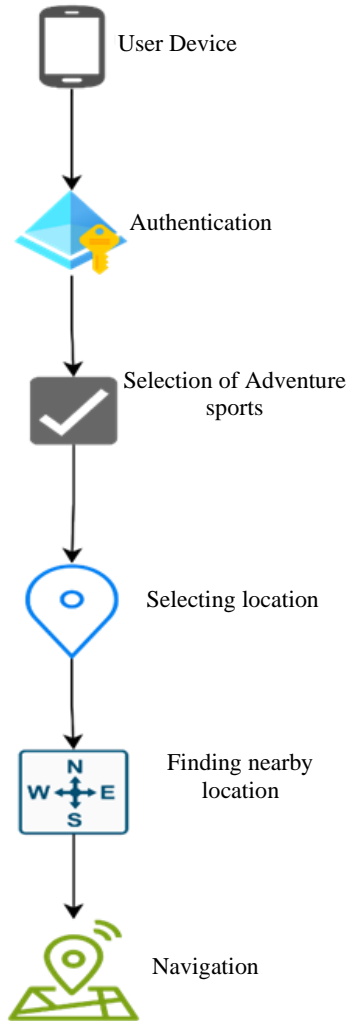 User Device
Authentication
Selection of Adventure
sports
Selecting location
Finding nearby
location
N
W E
S
Navigation